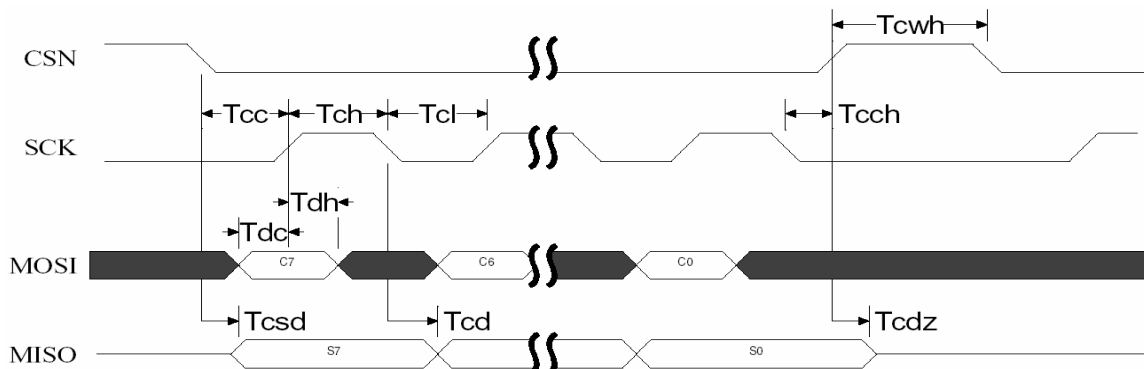 Tcwh
CSN
Tcc Tch Tcl Tcch
SCK
Tdh
Tdc
MOSI C7 C6 C0
Tcsd Tcd Tcdz
MISO S7 S0